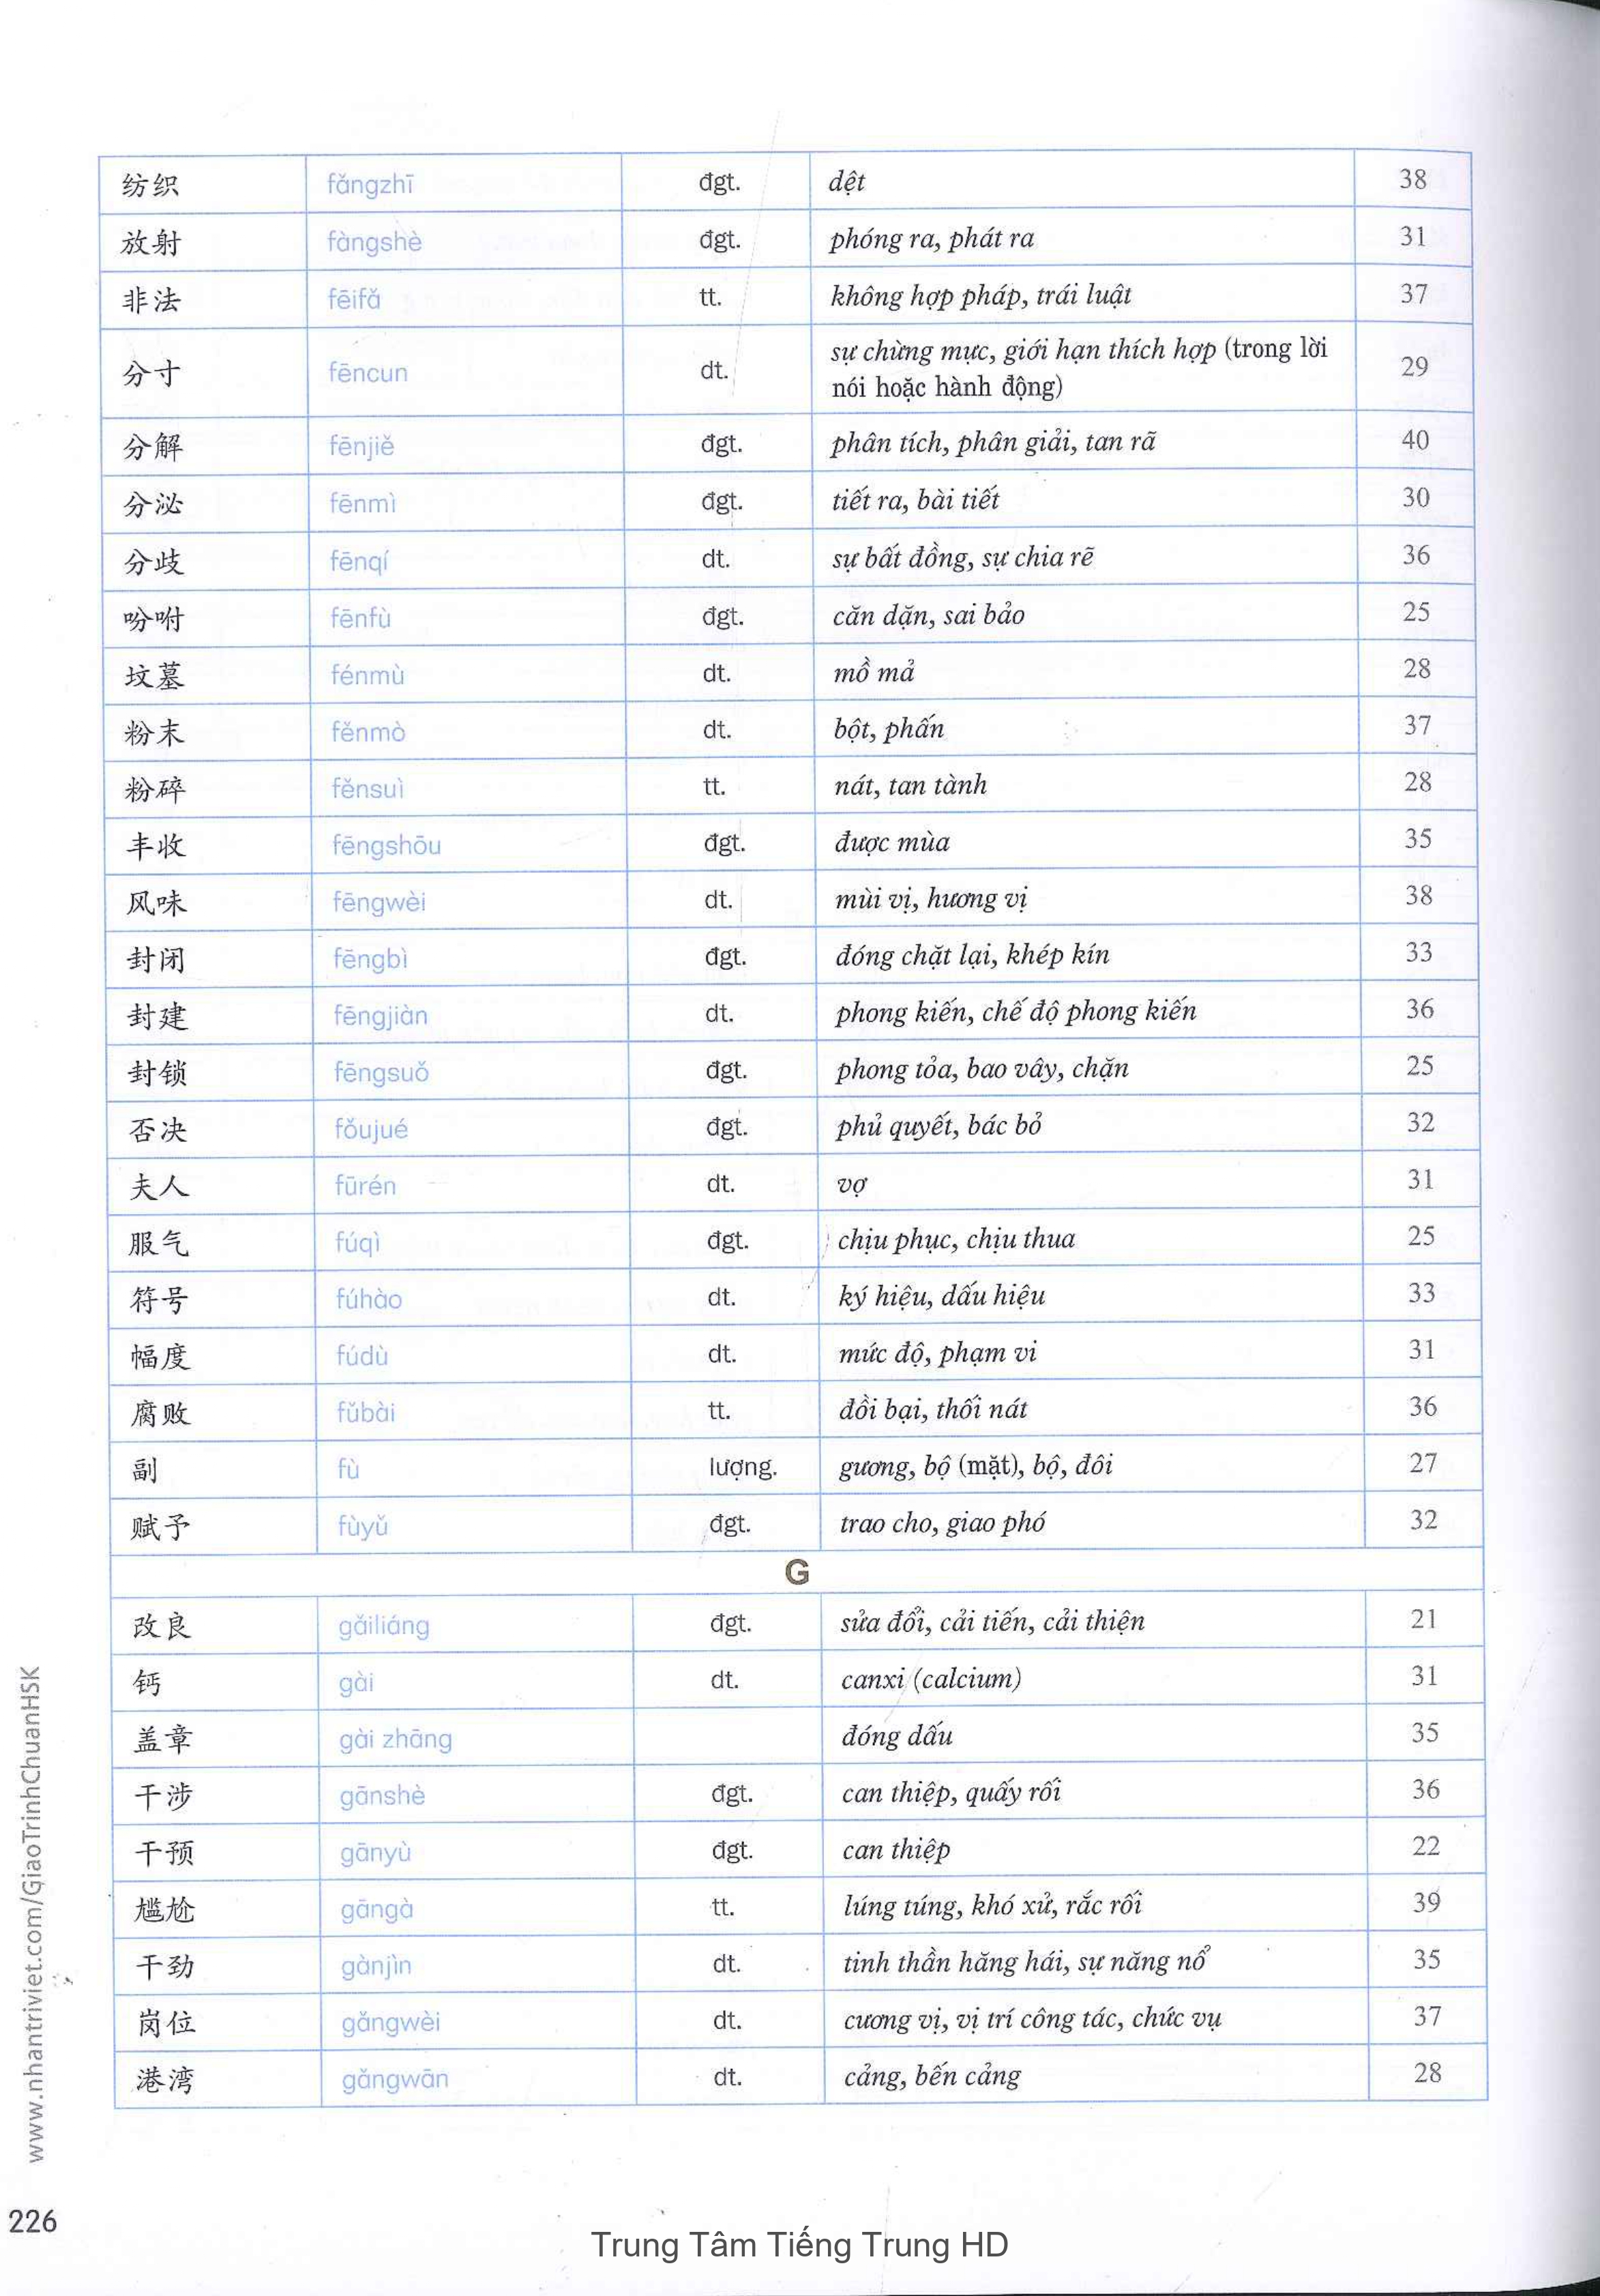 纺织 fǎngzhī đgt. dệt 38
放射 fàngshè đgt. phóng ra, phát ra 31
非法 fēifǎ tt. không hợp pháp, trái luật 37
分寸 fēncun dt. sự chừng mực, giới hạn thích hợp (trong lời
nói hoặc hành động) 29
分解 fēnjiě đgt. phân tích, phân giải, tan rã 40
分泌 fēnmì đgt. tiết ra, bài tiết 30
分歧 fēnqí dt. sự bất đồng, sự chia rẽ 36
吩咐 fēnfù đgt. căn dặn, sai bảo 25
坟墓 fénmù dt. mồ mả 28
粉末 fěnmò dt. bột, phấn 37
粉碎 fěnsuì tt. nát, tan tành 28
丰收 fēngshōu đgt. được mùa 35
风味 fēngwèi dt. mùi vị, hương vị 38
封闭 fēngbì đgt. đóng chặt lại, khép kín 33
封建 fēngjiàn dt. phong kiến, chế độ phong kiến 36
封锁 fēngsuǒ đgt. phong tỏa, bao vây, chặn 25
否决 fǒujué đgt. phủ quyết, bác bỏ 32
夫人 fūrén dt. vợ 31
服气 fúqì đgt. chịu phục, chịu thua 25
符号 fúhào dt. ký hiệu, dấu hiệu 33
幅度 fúdù dt. mức độ, phạm vi 31
腐败 fǔbài tt. đồi bại, thối nát 36
副 fù lượng. gương, bộ (mặt), bộ, đôi 27
赋予 fùyǔ đgt. trao cho, giao phó 32
G
改良 gǎiliáng đgt. sửa đổi, cải tiến, cải thiện 21
钙 gài dt. canxi (calcium) 31
盖章 gài zhāng đóng dấu 35
干涉 gānshè đgt. can thiệp, quấy rối 36
干预 gānyù đgt. can thiệp 22
尴尬 gāngà tt. lúng túng, khó xử, rắc rối 39
干劲 gànjìn dt. tinh thần hăng hái, sự năng nổ 35
岗位 gǎngwèi dt. cương vị, vị trí công tác, chức vụ 37
港湾 gǎngwān dt. cảng, bến cảng 28
www.nhantriviet.com/GiaoTrinhChuanHSK
226
Trung Tâm Tiếng Trung HD